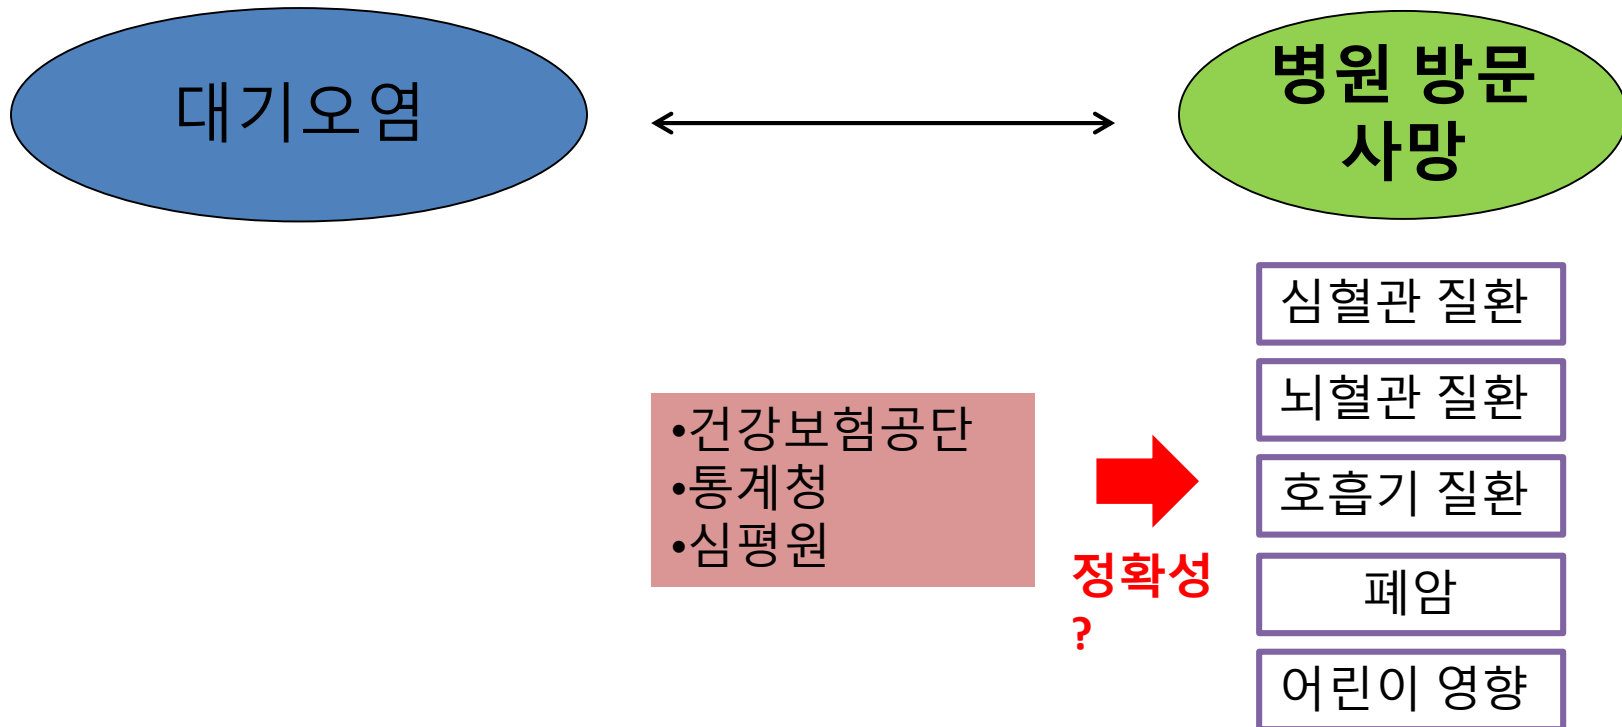 대기오염
병원 방문
사망
•건강보험공단
•통계청
•심평원
정확성
?
심혈관 질환
뇌혈관 질환
호흡기 질환
폐암
어린이 영향